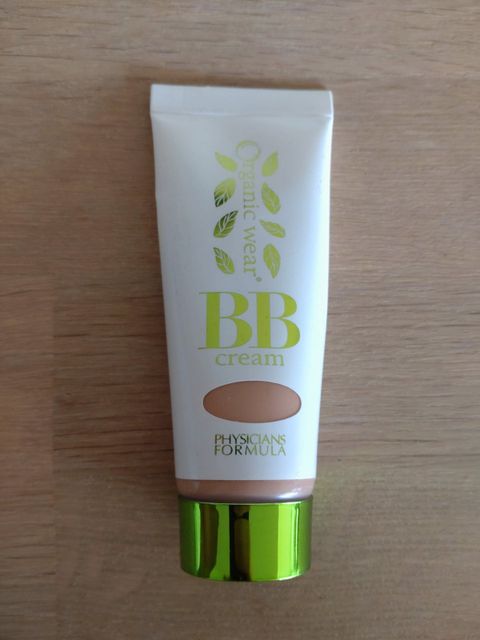 Organic wear®
BB
cream
PHYSICIANS
FORMULA